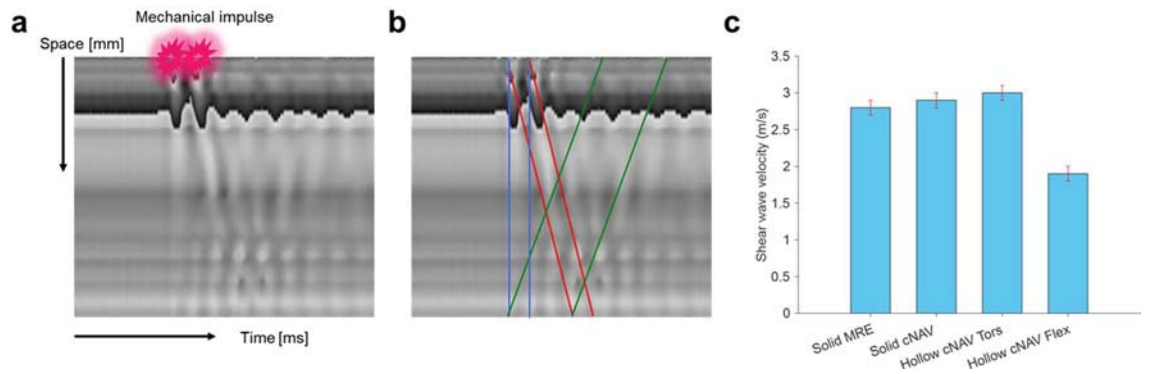 a
Mechanical impulse
Space [mm]
Time [ms]
b
c
Shear wave velocity (m/s)
3.5
3
2.5
2
1.5
1
0.5
0
Solid MRE
Solid cNAV
Hollow cNAV Tors
Hollow cNAV Flex